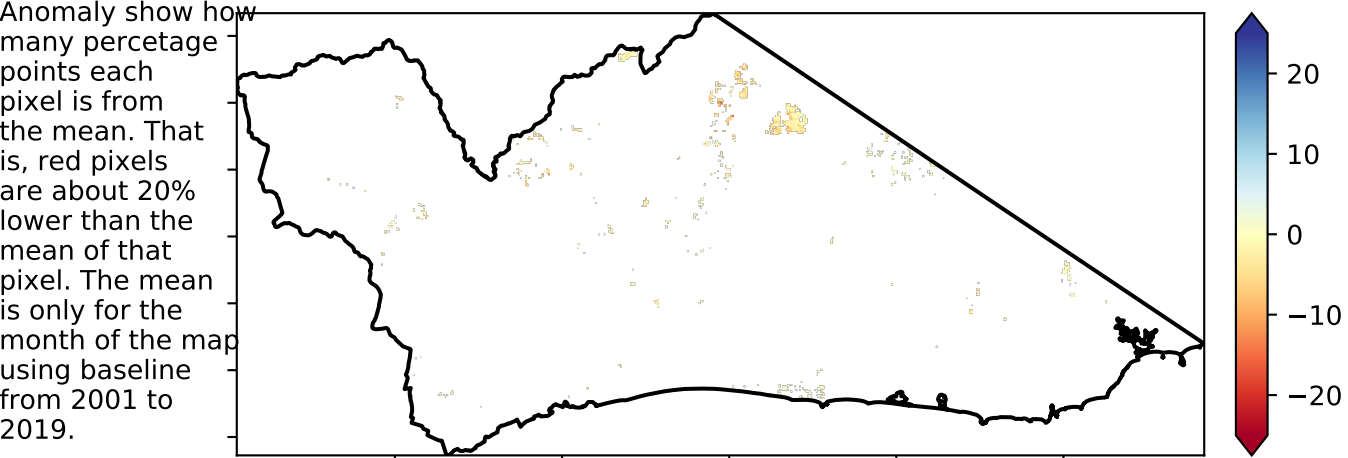 Anomaly show how
many percetage
points each
pixel is from
the mean. That
is, red pixels
are about 20%
lower than the
mean of that
pixel. The mean
is only for the
month of the map
using baseline
from 2001 to
2019.
20
10
0
−10
−20